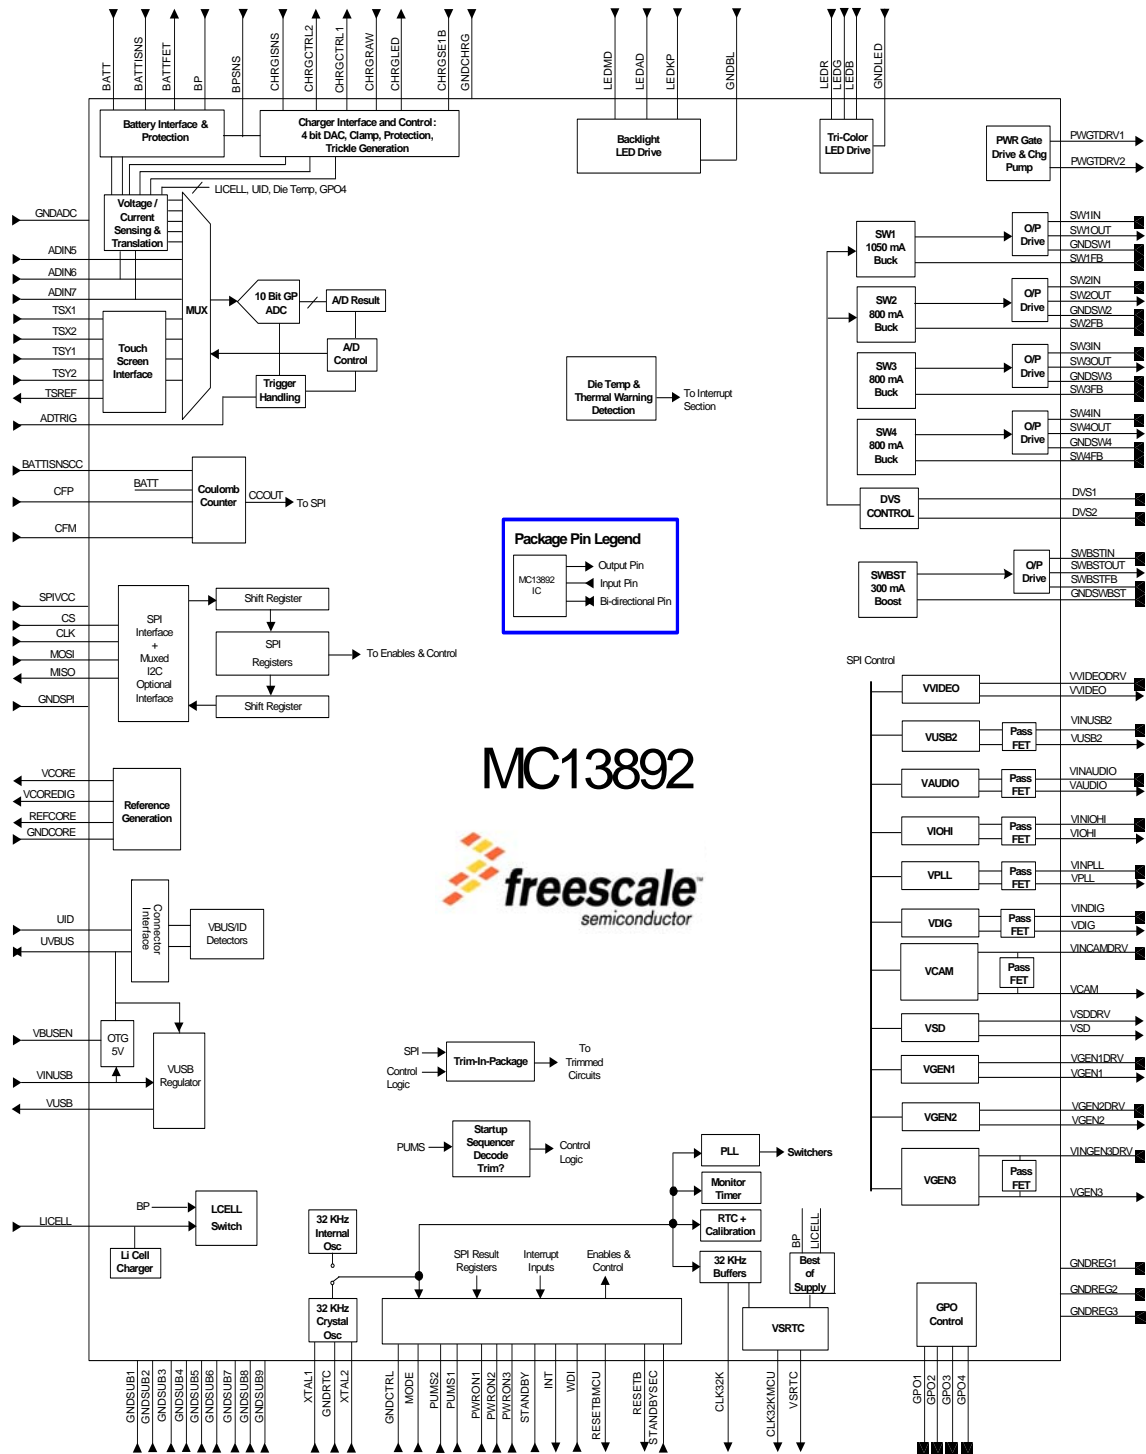 BATT
BATTISNS
BATTFET
BP
BPSNS
CHRGISNS
CHRGCTRL2
CHRGCTRL1
CHRGRAW
CHRGLED
CHRGSE1B
GNDCHRG
LEDMD
LEDAD
LEDKP
GNDBL
LEDR
LEDG
LEDB
GNDLED
Battery Interface &
Protection
Charger Interface and Control:
4 bit DAC, Clamp, Protection,
Trickle Generation
Backlight
LED Drive
Tri-Color
LED Drive
PWR Gate
Drive & Chg
Pump
PWGTDRV1
PWGTDRV2
LICELL, UID, Die Temp, GPO4
Voltage /
Current
Sensing &
Translation
GNDADC
ADIN5
ADIN6
ADIN7
TSX1
TSX2
TSY1
TSY2
TSREF
ADTRIG
Touch
Screen
Interface
MUX
10 Bit GP
ADC
A/D Result
A/D
Control
Trigger
Handling
Die Temp &
Thermal Warning
Detection
To Interrupt
Section
SW1
1050 mA
Buck
O/P
Drive
SW1IN
SW1OUT
GNDSW1
SW1FB
SW2
800 mA
Buck
O/P
Drive
SW2IN
SW2OUT
GNDSW2
SW2FB
SW3
800 mA
Buck
O/P
Drive
SW3IN
SW3OUT
GNDSW3
SW3FB
SW4
800 mA
Buck
O/P
Drive
SW4IN
SW4OUT
GNDSW4
SW4FB
DVS
CONTROL
DVS1
DVS2
BATTISNSCC
CFP
CFM
BATT
Coulomb
Counter
CCOUT
To SPI
Package Pin Legend
MC13892
IC
Output Pin
Input Pin
Bi-directional Pin
SWBST
300 mA
Boost
O/P
Drive
SWBSTIN
SWBSTOUT
SWBSTFB
GNDSWBST
SPIVCC
CS
CLK
MOSI
MISO
GNDSPI
SPI
Interface
+
Muxed
I2C
Optional
Interface
Shift Register
SPI
Registers
Shift Register
To Enables & Control
SPI Control
VVIDEO
VVIDEODRV
VVIDEO
VUSB2
Pass
FET
VINUSB2
VUSB2
VAUDIO
Pass
FET
VINAUDIO
VAUDIO
VIOHI
Pass
FET
VINIOHI
VIOHI
VPLL
Pass
FET
VINPLL
VPLL
VDIG
Pass
FET
VINDIG
VDIG
VCAM
Pass
FET
VINCAMDRV
VCAM
VSD
VSDDRV
VSD
VGEN1
VGEN1DRV
VGEN1
VGEN2
VGEN2DRV
VGEN2
VGEN3
Pass
FET
VINGEN3DRV
VGEN3
MC13892
freescale™
semiconductor
VCORE
VCOREDIG
REFCORE
GNDCORE
Reference
Generation
UID
UVBUS
Connector
Interface
VBUS/ID
Detectors
VBUSEN
VINUSB
VUSB
OTG
5V
VUSB
Regulator
SPI
Control
Logic
Trim-In-Package
To
Trimmed
Circuits
PUMS
Startup
Sequencer
Decode
Trim?
Control
Logic
PLL
Switchers
Monitor
Timer
RTC +
Calibration
32 KHz
Buffers
BP
LICELL
Best
of
Supply
VSRTC
LICELL
BP
LCELL
Switch
Li Cell
Charger
32 KHz
Internal
Osc
32 KHz
Crystal
Osc
SPI Result
Registers
Interrupt
Inputs
Enables &
Control
GPO
Control
GNDREG1
GNDREG2
GNDREG3
GNDSUB1
GNDSUB2
GNDSUB3
GNDSUB4
GNDSUB5
GNDSUB6
GNDSUB7
GNDSUB8
GNDSUB9
XTAL1
GNDRTC
XTAL2
GNDCTRL
MODE
PUMS2
PUMS1
PWRON1
PWRON2
PWRON3
STANDBY
INT
WDI
RESETBMCU
RESETB
STANDBYSEC
CLK32K
CLK32KMCU
VSRTC
GPO1
GPO2
GPO3
GPO4